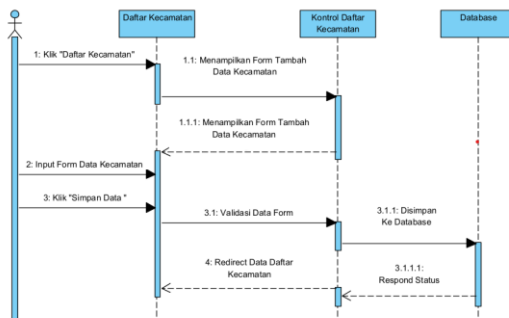 Daftar Kecamatan
Kontrol Daftar
Kecamatan
Database
1: Klik "Daftar Kecamatan"
1.1: Menampilkan Form Tambah
Data Kecamatan
1.1.1: Menampilkan Form Tambah
Data Kecamatan
2: Input Form Data Kecamatan
3: Klik "Simpan Data "
3.1: Validasi Data Form
3.1.1: Disimpan
Ke Database
4: Redirect Data Daftar
Kecamatan
3.1.1.1:
Respond Status